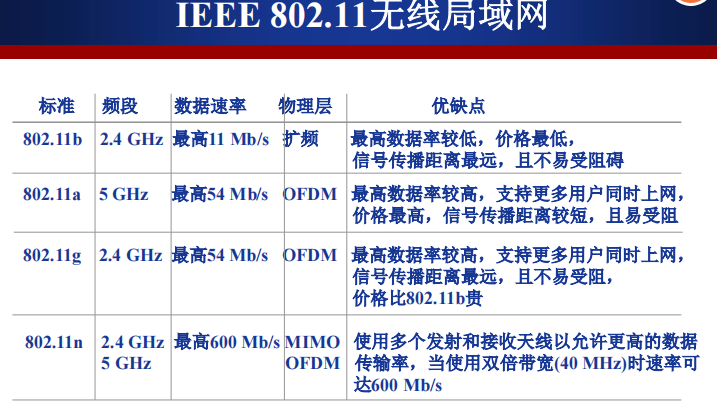 IEEE 802.11无线局域网
标准 频段 数据速率 物理层 优缺点
802.11b 2.4 GHz 最高11 Mb/s 扩频 最高数据率较低，价格最低，
信号传播距离最远，且不易受阻碍
802.11a 5 GHz 最高54 Mb/s OFDM 最高数据率较高，支持更多用户同时上网，
价格最高，信号传播距离较短，且易受阻
802.11g 2.4 GHz 最高54 Mb/s OFDM 最高数据率较高，支持更多用户同时上网，
信号传播距离最远，且不易受阻，
价格比802.11b贵
802.11n 2.4 GHz 最高600 Mb/s MIMO 使用多个发射和接收天线以允许更高的数据
5 GHz OFDM 传输率，当使用双倍带宽(40 MHz)时速率可
达600 Mb/s